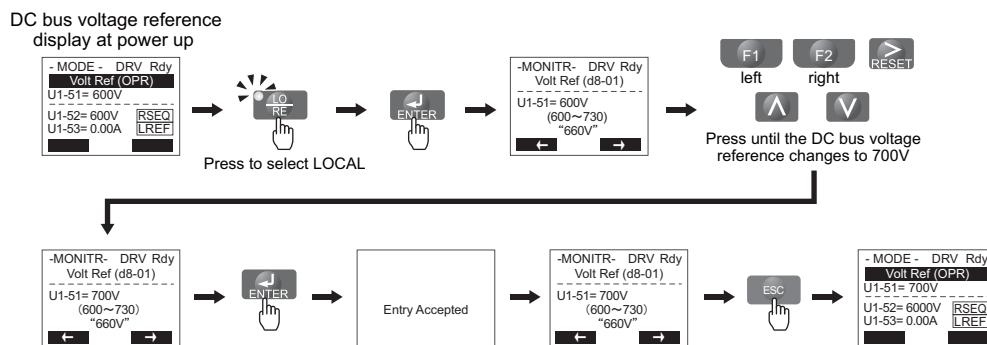 DC bus voltage reference
display at power up
- MODE - DRV Rdy
Volt Ref (OPR)
U1-51= 600V
U1-52= 600V RSEQ
U1-53= 0.00A LREF
LO
RE
Press to select LOCAL
ENTER
-MONITR- DRV Rdy
Volt Ref (d8-01)
U1-51= 600V
(600～730)
“660V”
← →
F1 F2 > RESET
left right
∧ ∨
Press until the DC bus voltage
reference changes to 700V
-MONITR- DRV Rdy
Volt Ref (d8-01)
U1-51= 700V
(600～730)
“660V”
← →
ENTER
Entry Accepted
-MONITR- DRV Rdy
Volt Ref (d8-01)
U1-51= 700V
(600～730)
“660V”
← →
ESC
- MODE - DRV Rdy
Volt Ref (OPR)
U1-51= 700V
U1-52= 6000V RSEQ
U1-53= 0.00A LREF